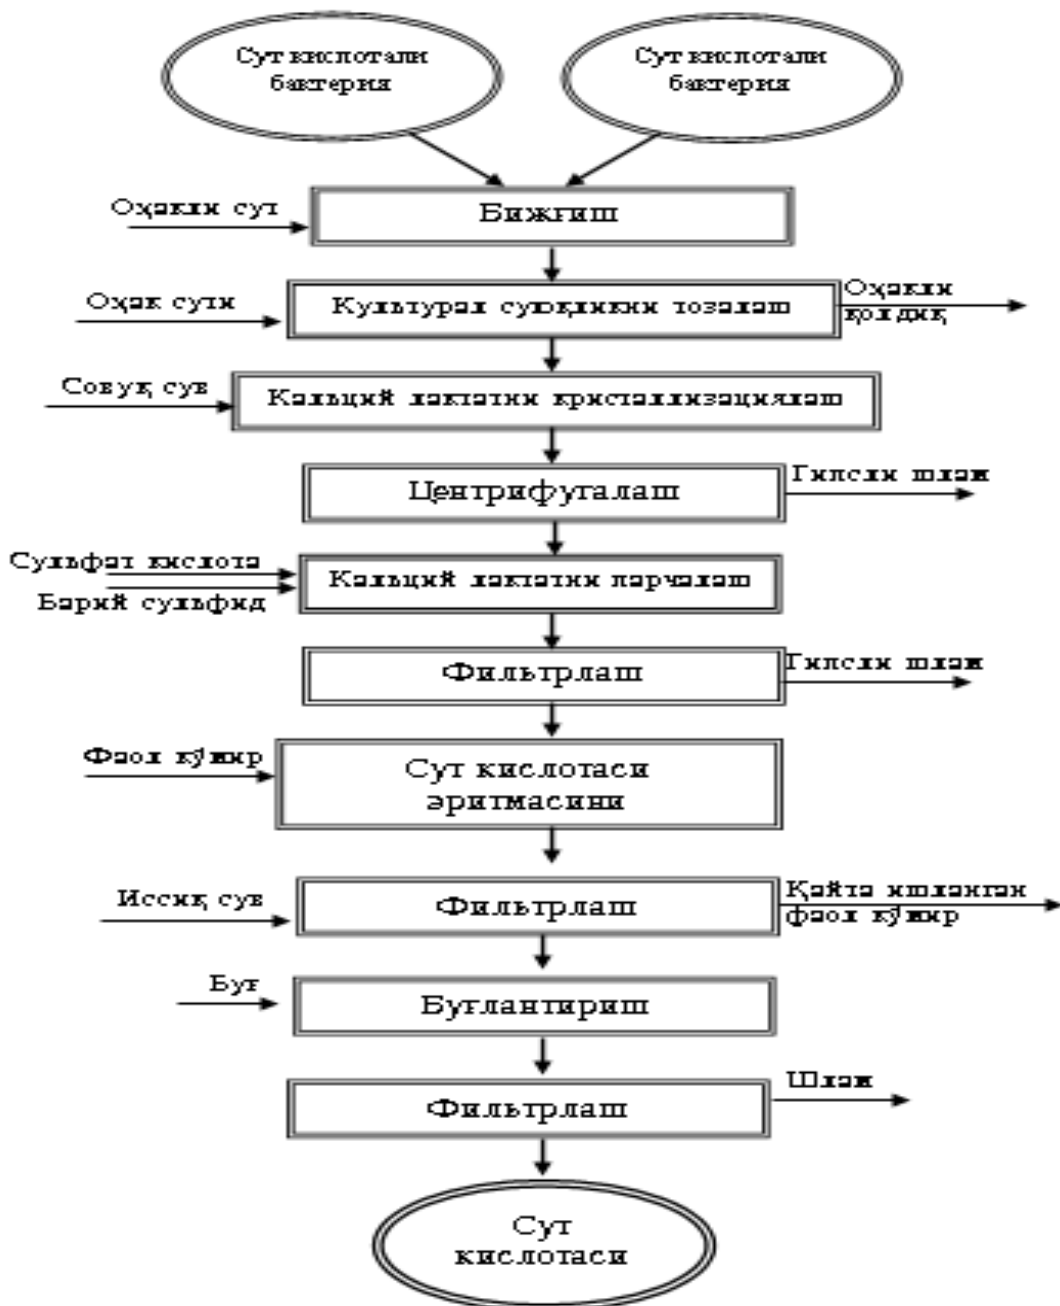 Сут кислотали
бактерия
Сут кислотали
бактерия
Оҳакли сут
Бижғиш
Оҳак сути
Культурал суюқликни тозалаш
Оҳакли
қолдиқ
Совуқ сув
Кальций лактатни кристаллизациялаш
Центрифугалаш
Гипсли шлам
Сульфат кислота
Барий сульфид
Кальций лактатни парчалаш
Фильтрлаш
Гипсли шлам
Фаол кўмир
Сут кислотаси
эритмасини
Иссиқ сув
Фильтрлаш
Қайта ишланган
фаол кўмир
Буғ
Буғлантириш
Фильтрлаш
Шлам
Сут
кислотаси